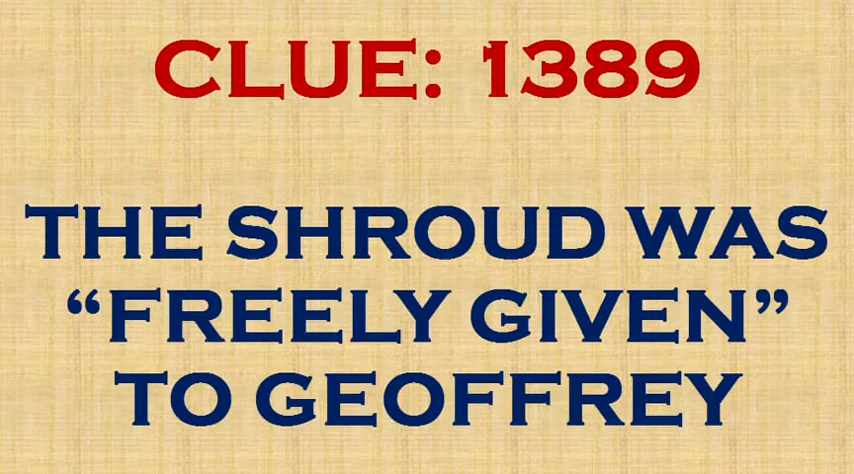 CLUE: 1389
THE SHROUD WAS
“FREELY GIVEN”
TO GEOFFREY